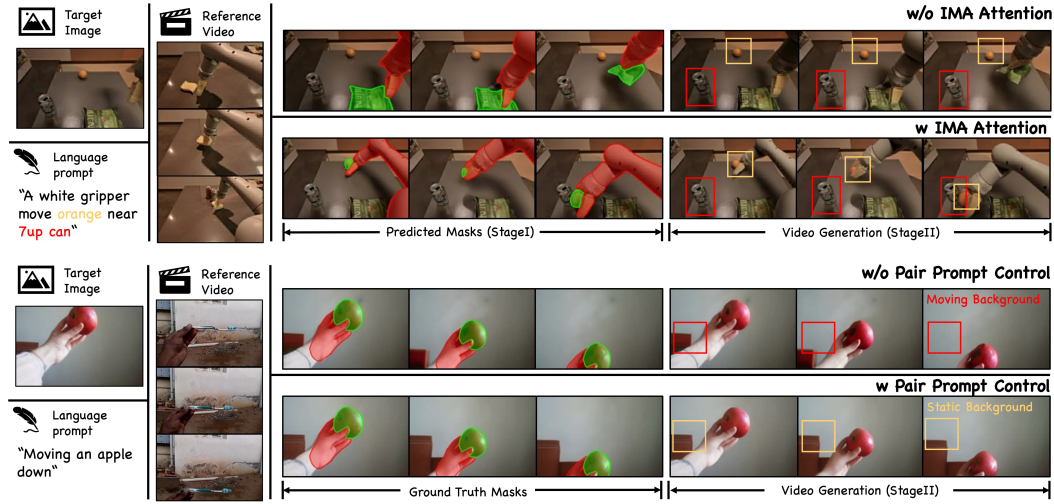 Target
Image
Reference
Video
w/o IMA Attention
w IMA Attention
Language
prompt
"A white gripper
move orange near
7up can"
Predicted Masks (StageI)
Video Generation (StageII)
Target
Image
Reference
Video
w/o Pair Prompt Control
Moving Background
w Pair Prompt Control
Static Background
Language
prompt
"Moving an apple
down"
Ground Truth Masks
Video Generation (StageII)